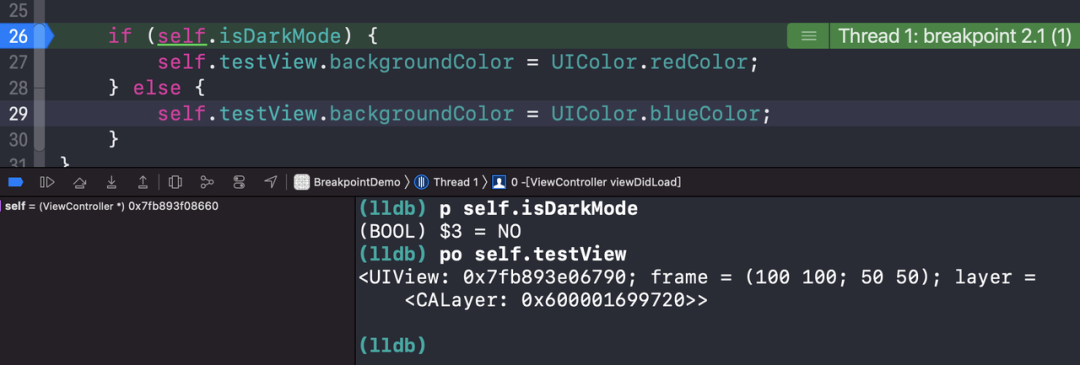 25
26 if (self.isDarkMode) { Thread 1: breakpoint 2.1 (1)
27 self.testView.backgroundColor = UIColor.redColor;
28 } else {
29 self.testView.backgroundColor = UIColor.blueColor;
30 }
31 }
BreakpointDemo Thread 1 0 -[ViewController viewDidLoad]
self = (ViewController *) 0x7fb893f08660
(lldb) p self.isDarkMode
(BOOL) $3 = NO
(lldb) po self.testView
<UIView: 0x7fb893e06790; frame = (100 100; 50 50); layer =
<CALayer: 0x600001699720>>
(lldb)